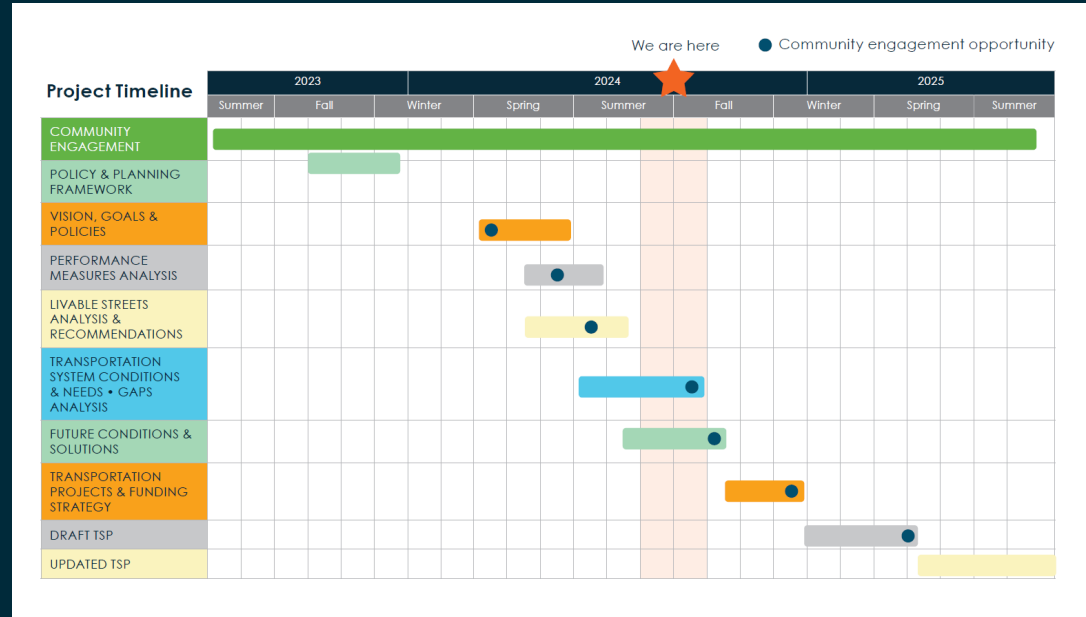 We are here
Community engagement opportunity
Project Timeline
2023
2024
2025
Summer
Fall
Winter
Spring
Summer
Fall
Winter
Spring
Summer
COMMUNITY
ENGAGEMENT
POLICY & PLANNING
FRAMEWORK
VISION, GOALS &
POLICIES
PERFORMANCE
MEASURES ANALYSIS
LIVABLE STREETS
ANALYSIS &
RECOMMENDATIONS
TRANSPORTATION
SYSTEM CONDITIONS
& NEEDS • GAPS
ANALYSIS
FUTURE CONDITIONS &
SOLUTIONS
TRANSPORTATION
PROJECTS & FUNDING
STRATEGY
DRAFT TSP
UPDATED TSP